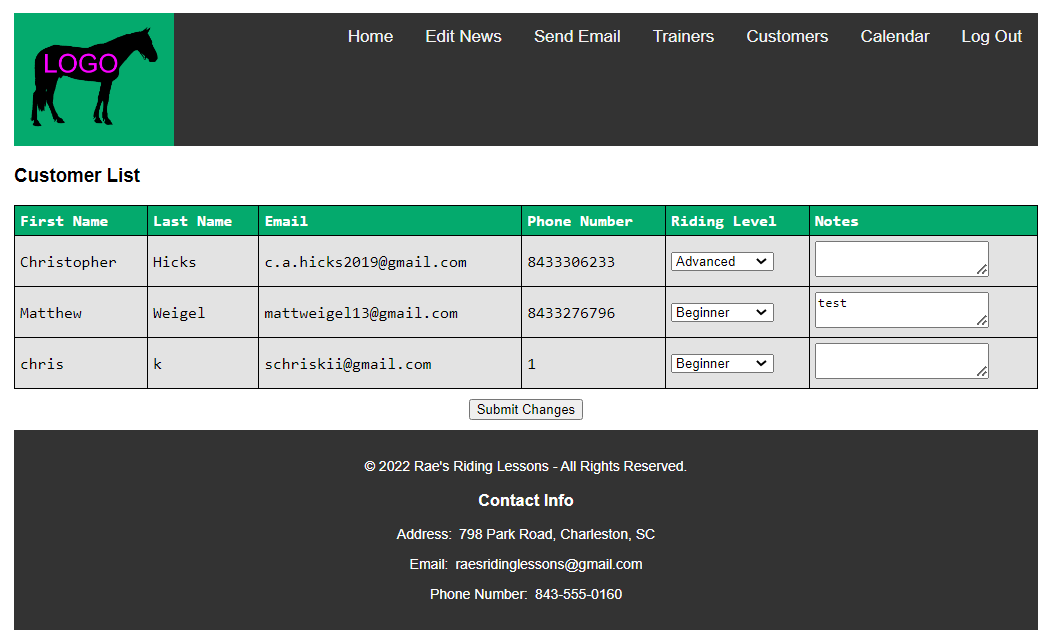 LOGO
Home Edit News Send Email Trainers Customers Calendar Log Out
Customer List
First Name Last Name Email Phone Number Riding Level Notes
Christopher Hicks c.a.hicks2019@gmail.com 8433306233 Advanced
Matthew Weigel mattweigel13@gmail.com 8433276796 Beginner test
chris k schriskii@gmail.com 1 Beginner
Submit Changes
© 2022 Rae's Riding Lessons - All Rights Reserved.
Contact Info
Address: 798 Park Road, Charleston, SC
Email: raesridinglessons@gmail.com
Phone Number: 843-555-0160